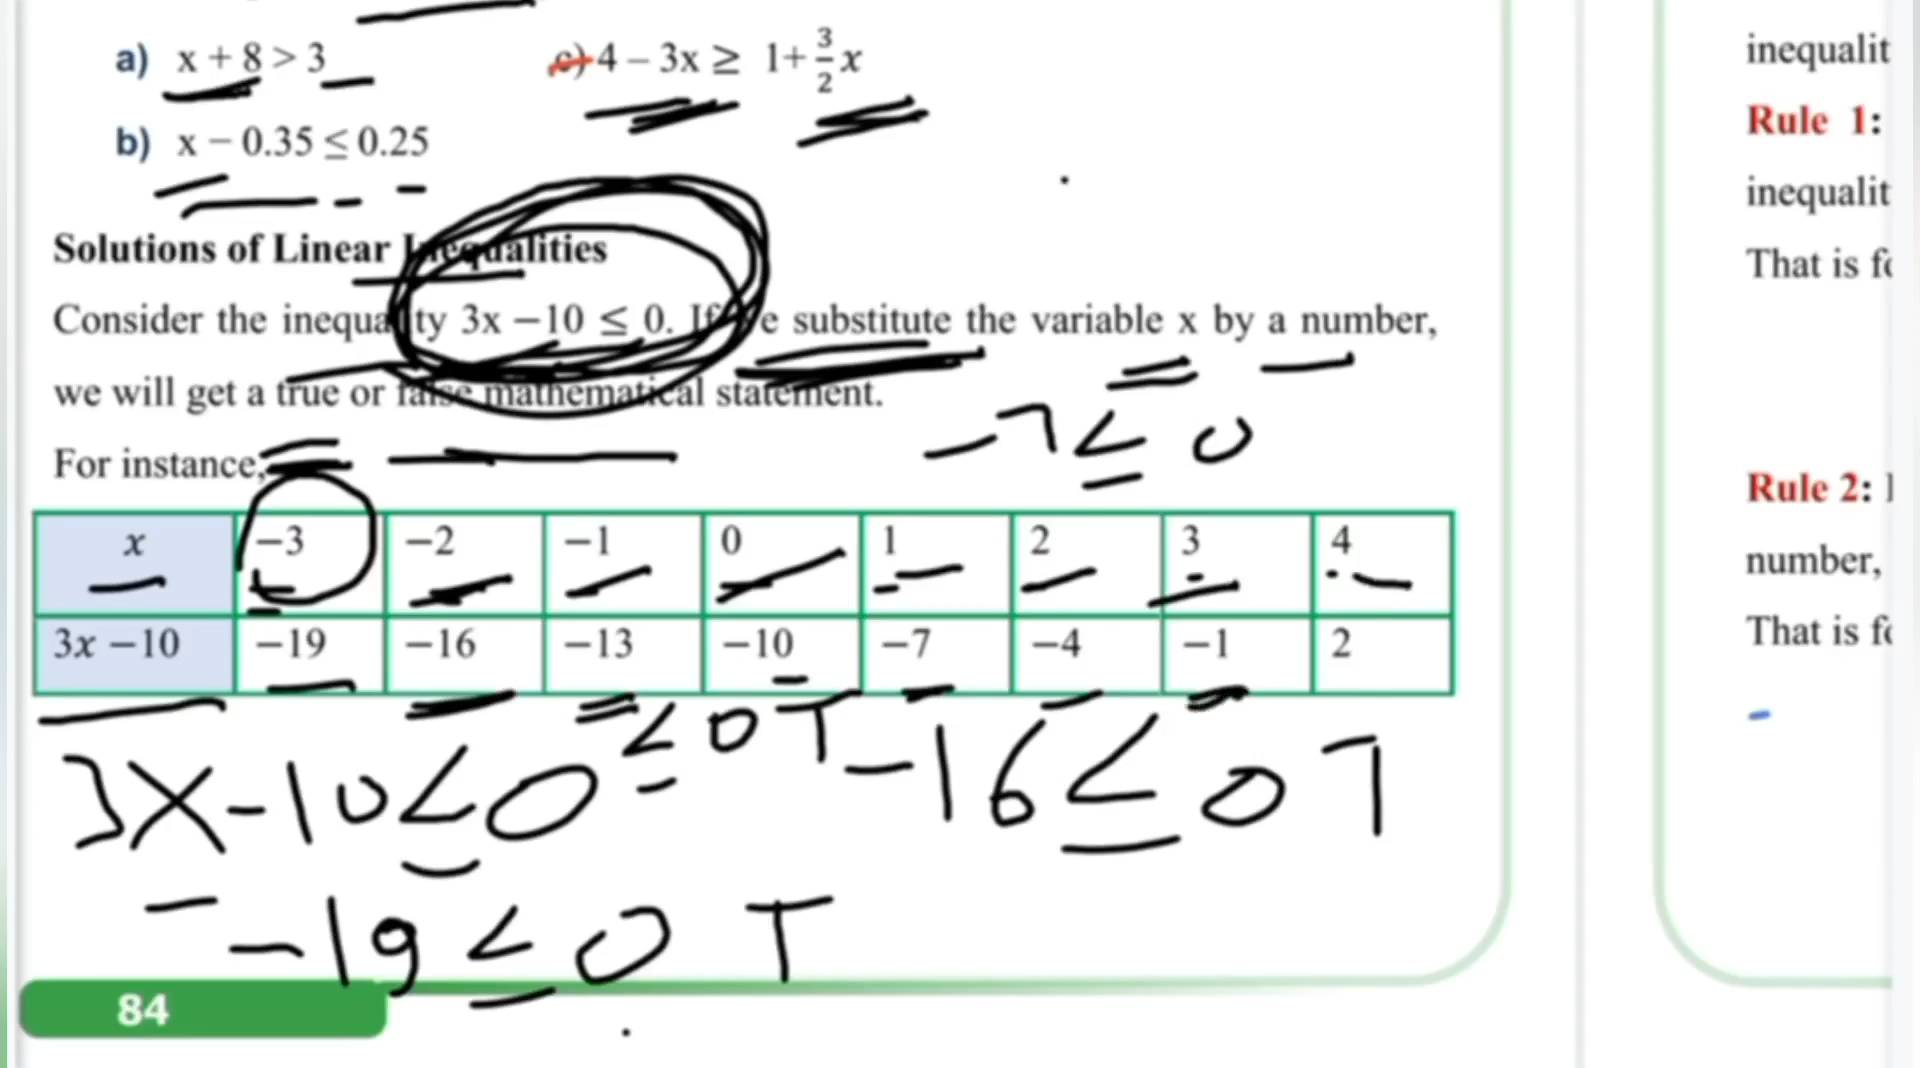 a) x + 8 > 3
c) 4 – 3x ≥ 1+ 3/2 x
b) x – 0.35 ≤ 0.25
Solutions of Linear Inequalities
Consider the inequality 3x –10 ≤ 0. If we substitute the variable x by a number,
we will get a true or false mathematical statement.
–7 ≤ 0
For instance,
x –3 –2 –1 0 1 2 3 4
3x –10 –19 –16 –13 –10 –7 –4 –1 2
≤ 0 T
3x-10 ≤ 0
-16 ≤ 0 T
-19 ≤ 0 T
84
inequalit
Rule 1:
inequalit
That is fo
Rule 2:
number,
That is fo